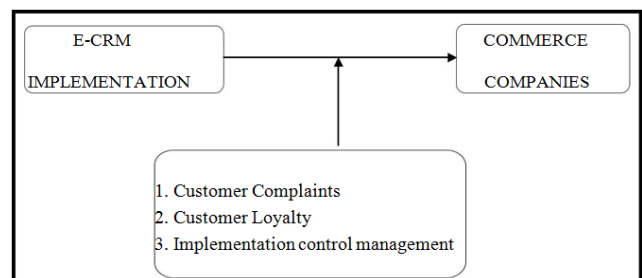 E-CRM
IMPLEMENTATION
COMMERCE
COMPANIES
1. Customer Complaints
2. Customer Loyalty
3. Implementation control management